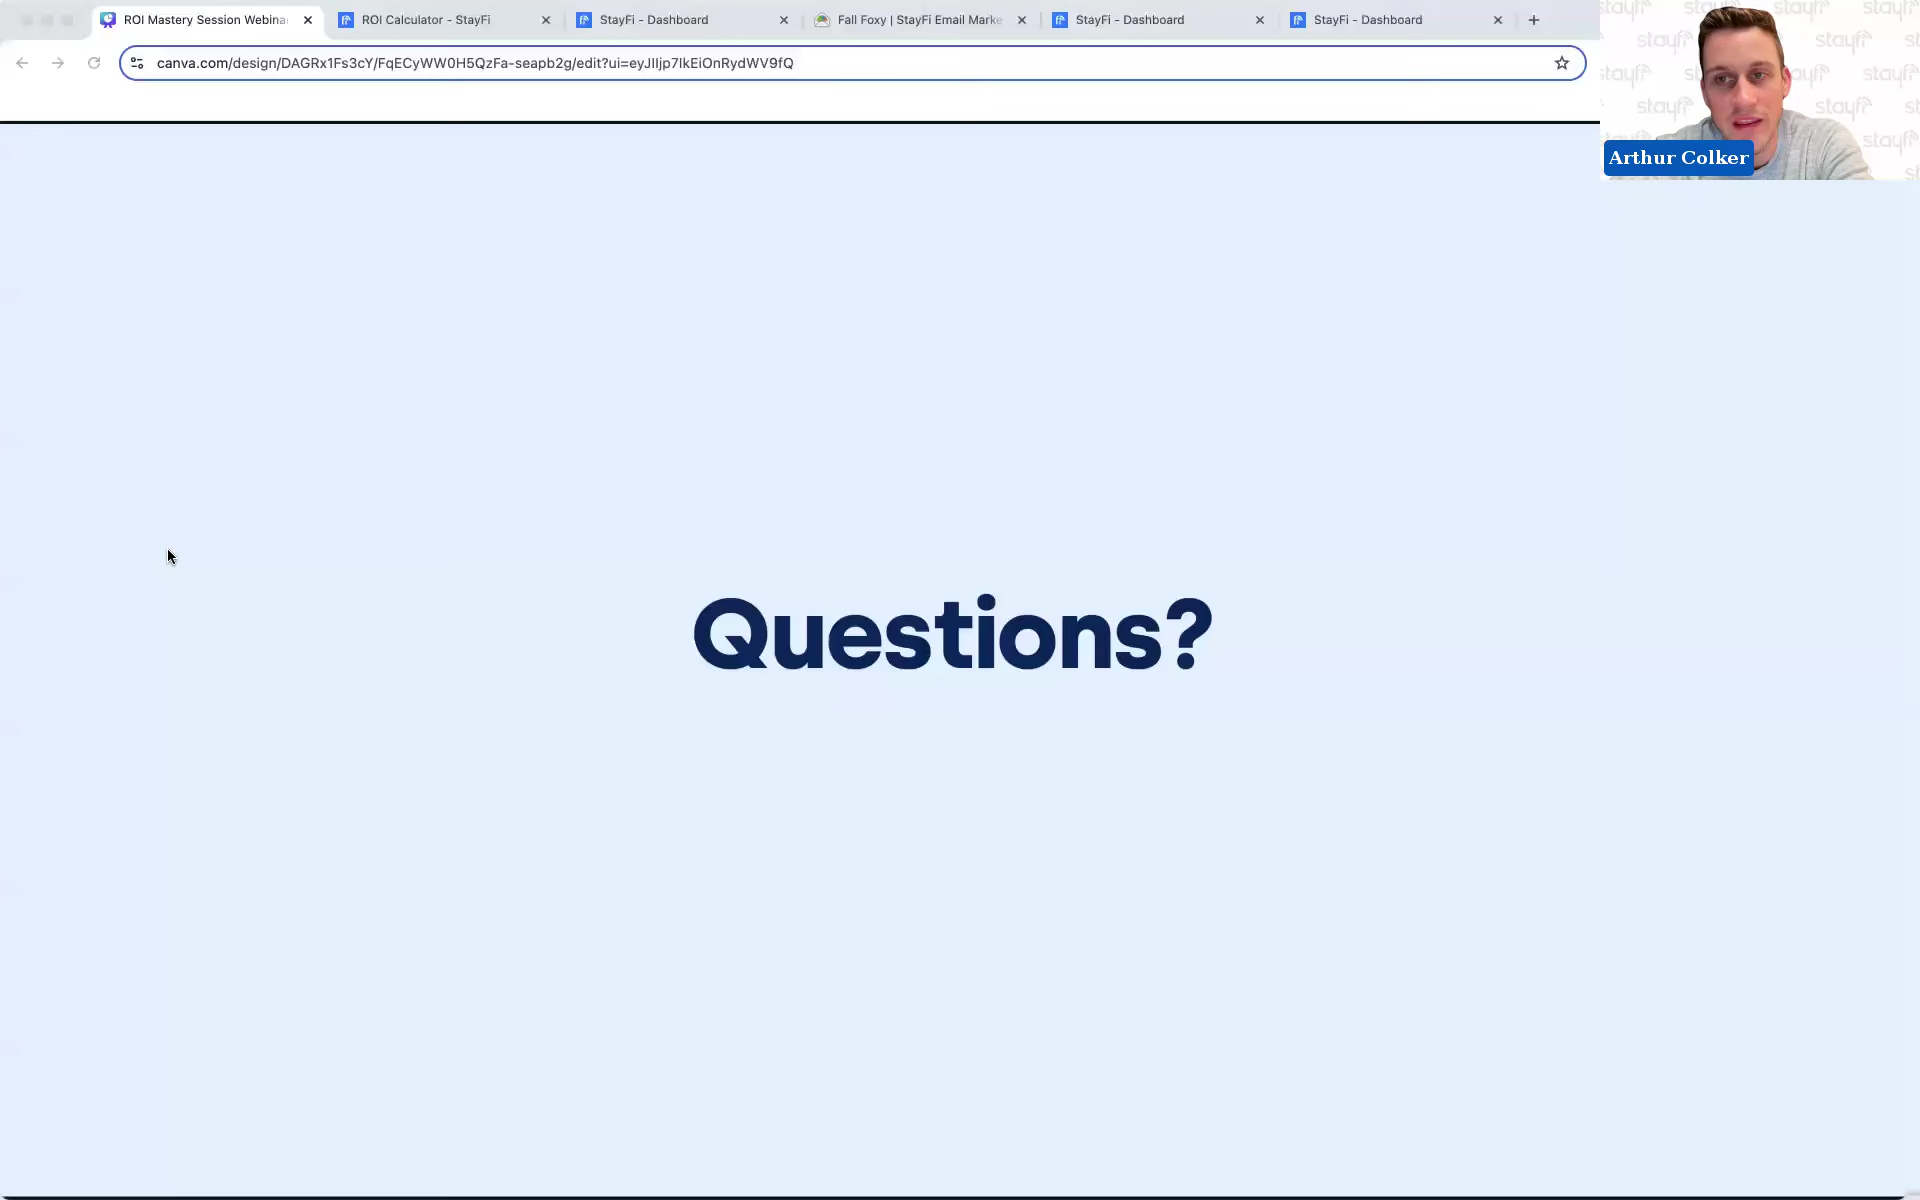 ROI Mastery Session Webina
ROI Calculator - StayFi
StayFi - Dashboard
Fall Foxy | StayFi Email Marke
StayFi - Dashboard
StayFi - Dashboard
canva.com/design/DAGRx1Fs3cY/FqECyWW0H5QzFa-seapb2g/edit?ui=eyJIIjp7IkEiOnRydWV9fQ
stayfi
Arthur Colker
Questions?